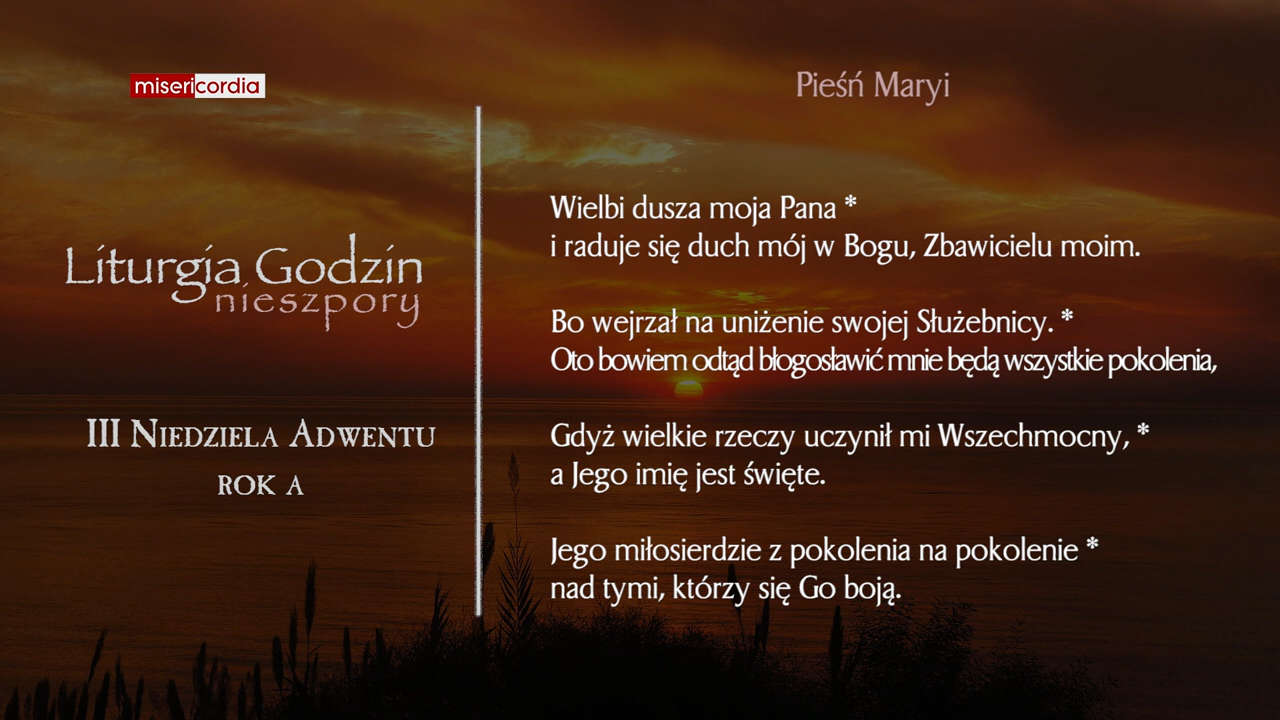 misericordia
Liturgia Godzin
nieszpory
III Niedziela Adwentu
rok A
Pieśń Maryi
Wielbi dusza moja Pana *
i raduje się duch mój w Bogu, Zbawicielu moim.
Bo wejrzał na uniżenie swojej Służebnicy. *
Oto bowiem odtąd błogosławić mnie będą wszystkie pokolenia,
Gdyż wielkie rzeczy uczynił mi Wszechmocny, *
a Jego imię jest święte.
Jego miłosierdzie z pokolenia na pokolenie *
nad tymi, którzy się Go boją.